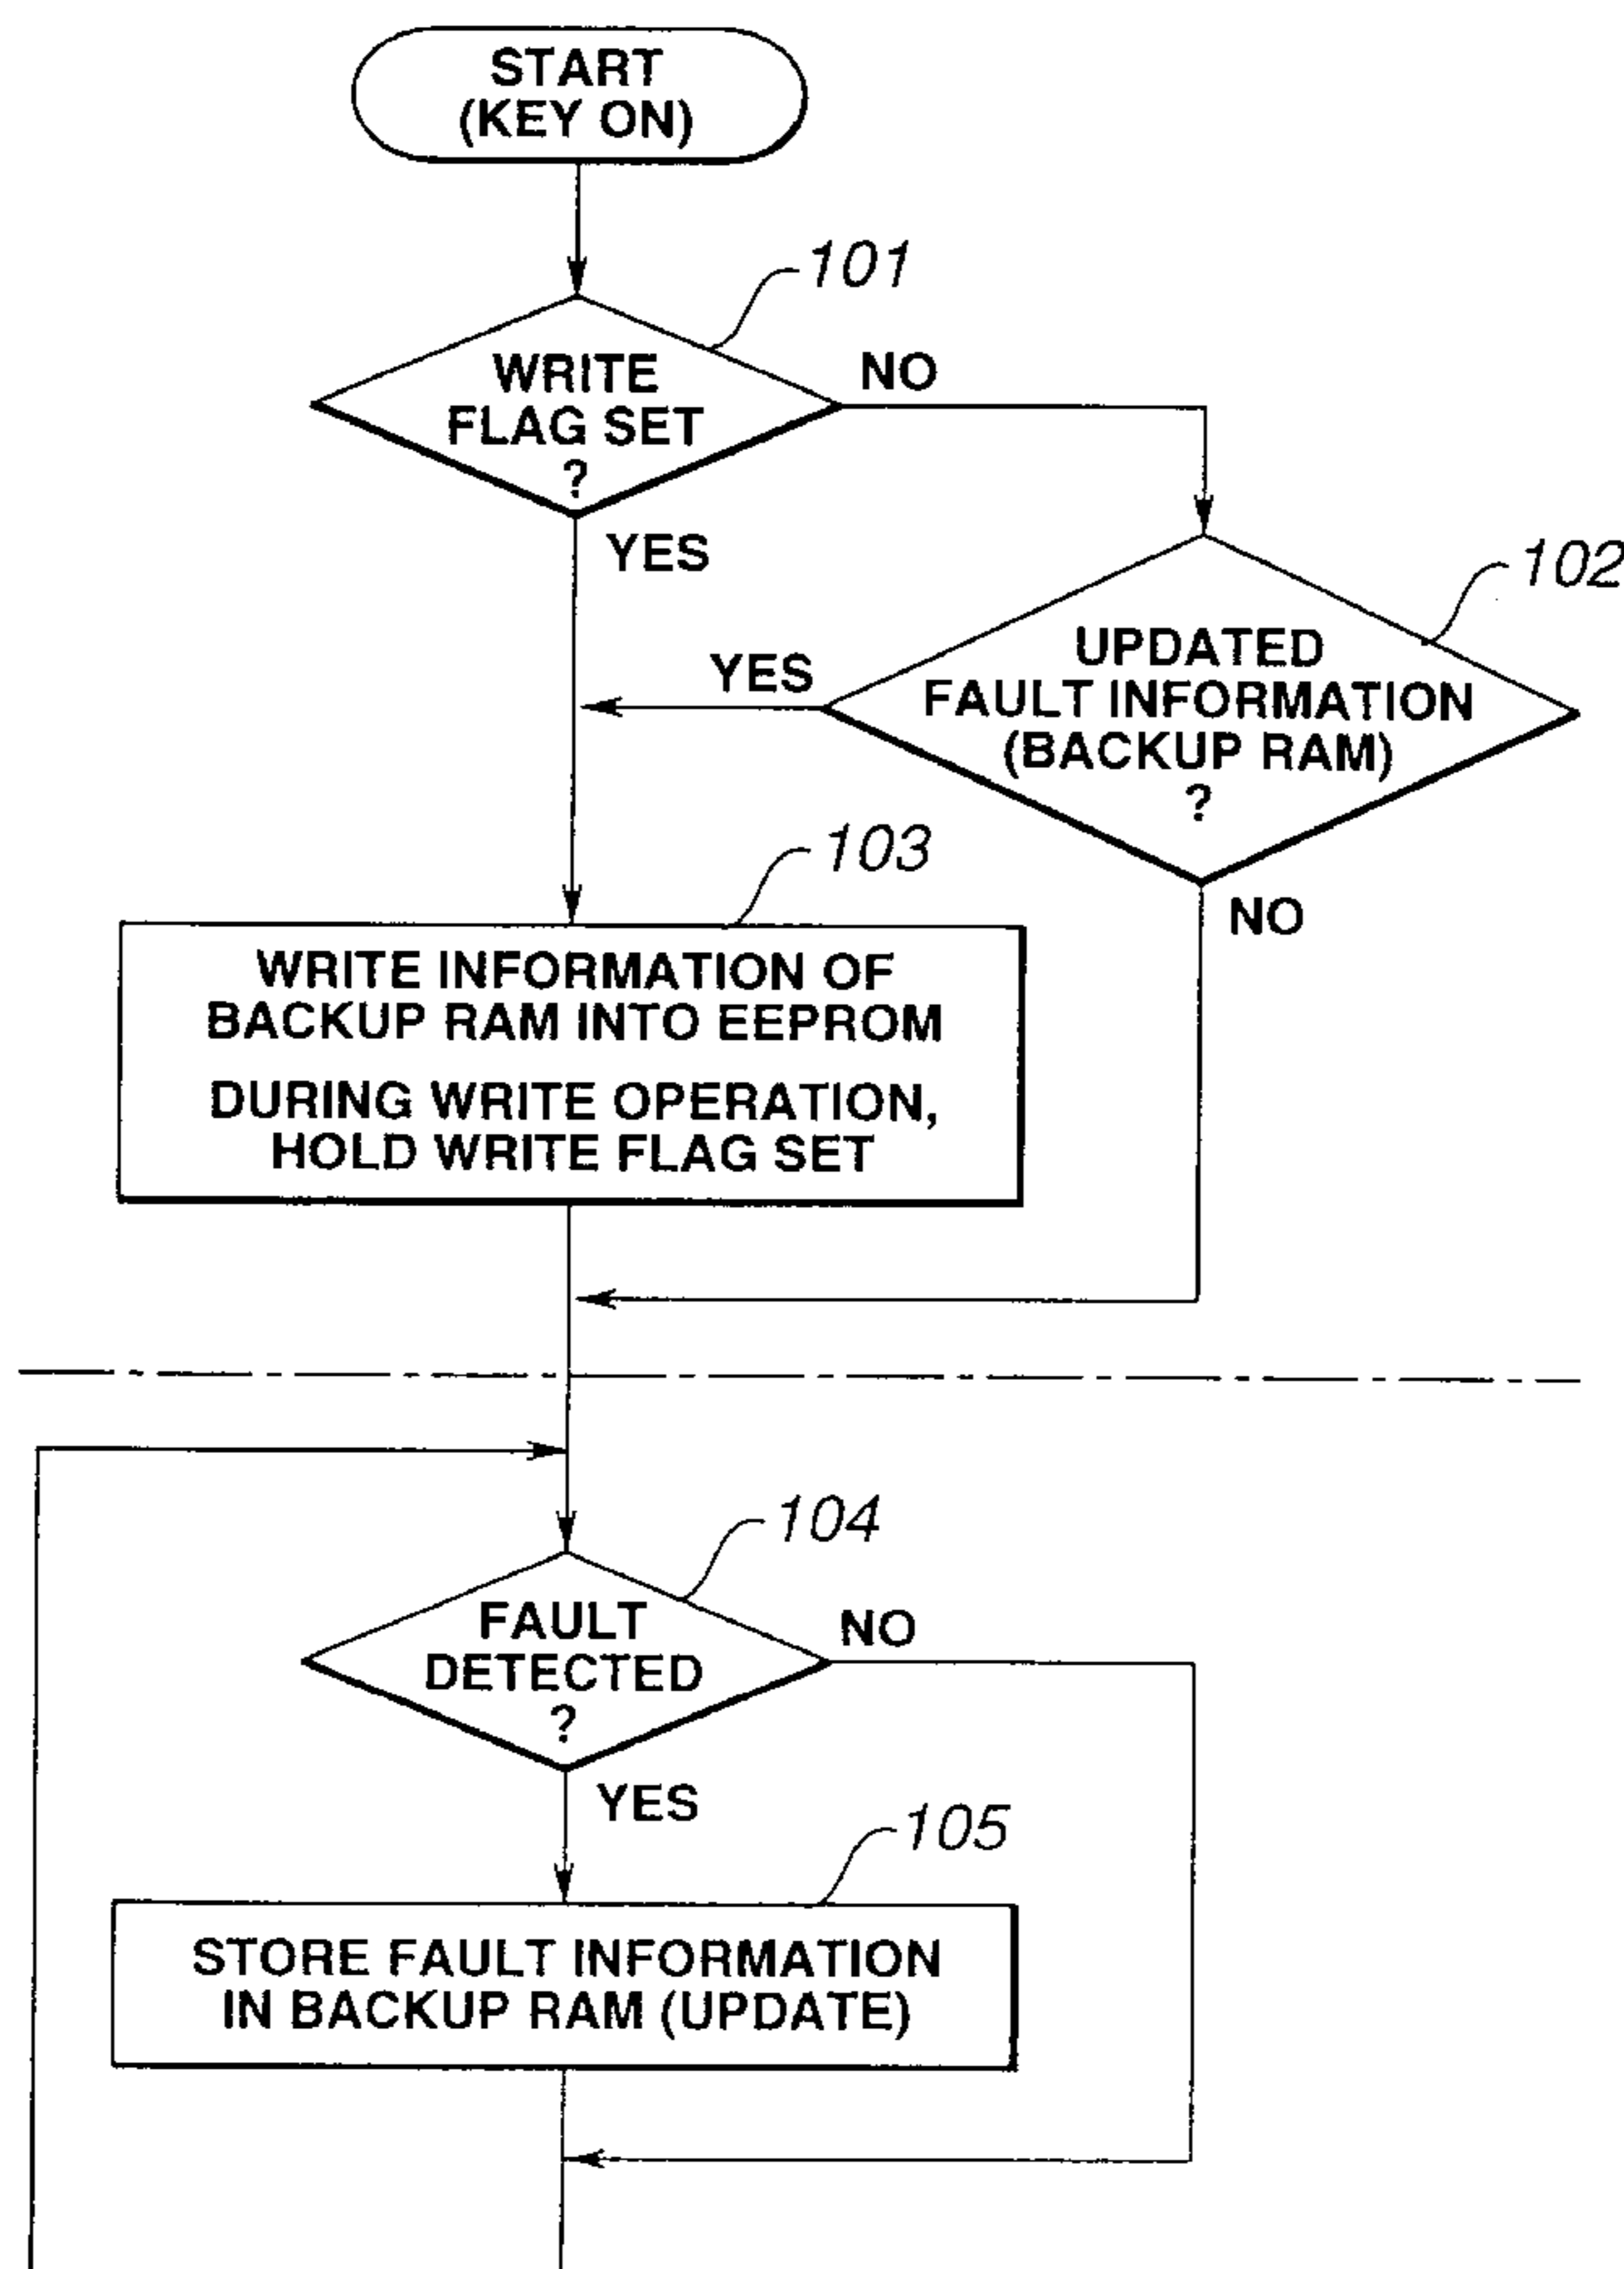 START
(KEY ON)
101
WRITE
FLAG SET
?
NO
YES
102
UPDATED
FAULT INFORMATION
(BACKUP RAM)
?
YES
NO
103
WRITE INFORMATION OF
BACKUP RAM INTO EEPROM
DURING WRITE OPERATION,
HOLD WRITE FLAG SET
104
FAULT
DETECTED
?
NO
YES
105
STORE FAULT INFORMATION
IN BACKUP RAM (UPDATE)